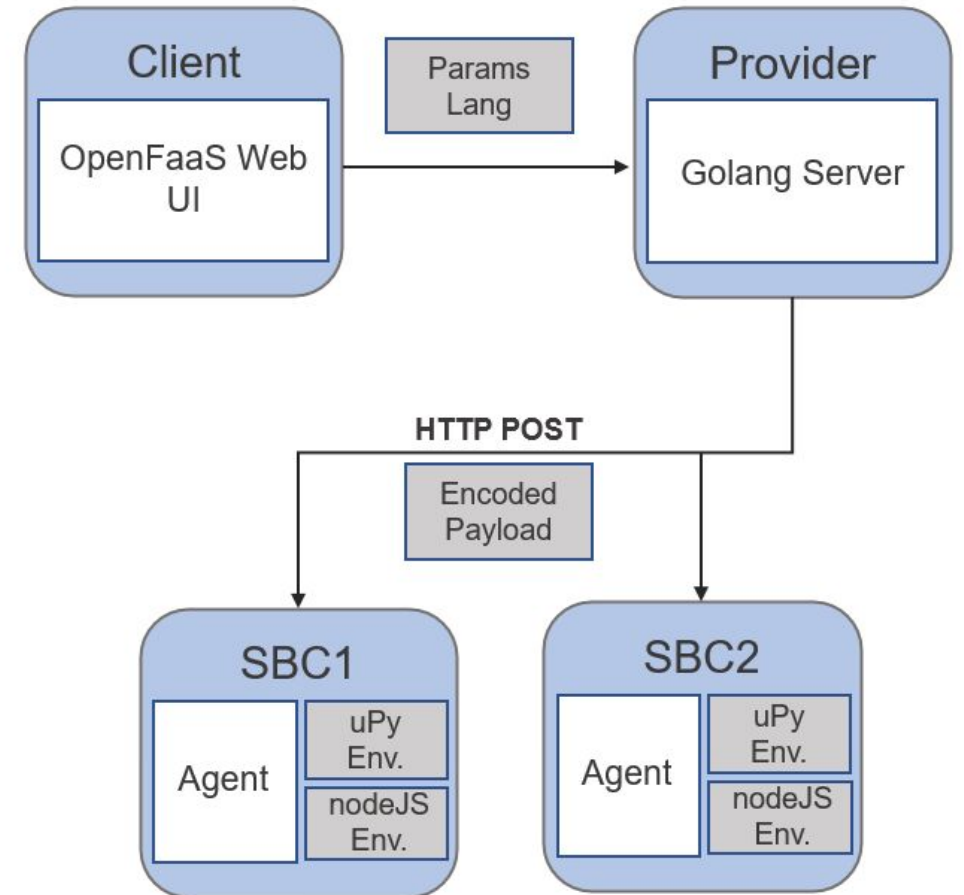 Client
OpenFaaS Web
UI
Params
Lang
Provider
Golang Server
HTTP POST
Encoded
Payload
SBC1
Agent
uPy
Env.
nodeJS
Env.
SBC2
Agent
uPy
Env.
nodeJS
Env.